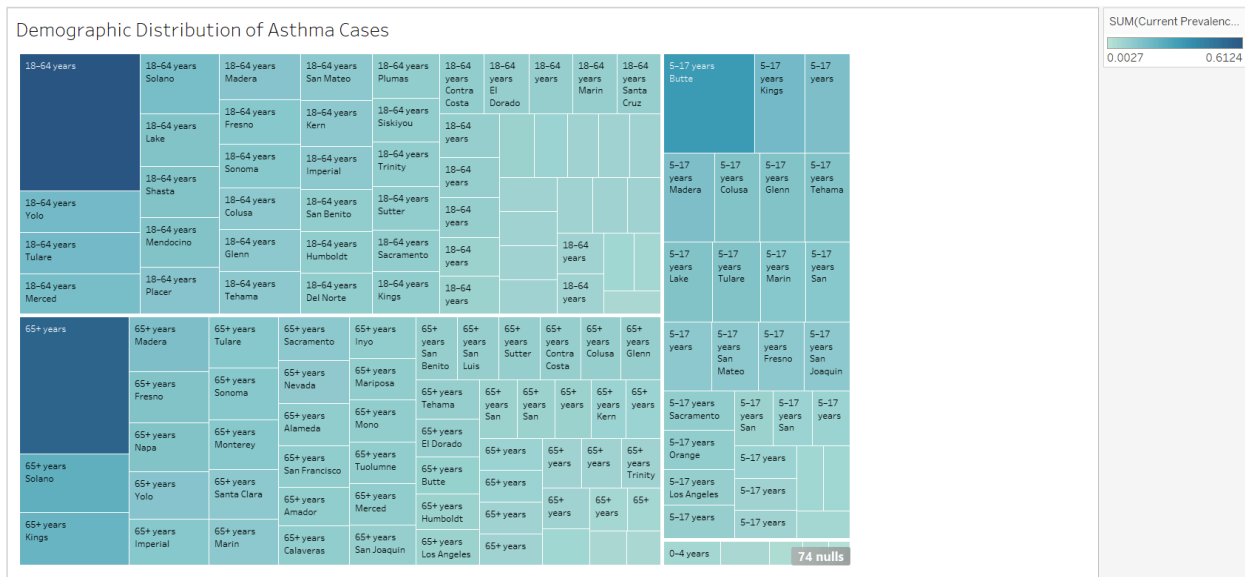 Demographic Distribution of Asthma Cases
SUM(Current Prevalenc...
0.0027 0.6124
18–64 years
18–64 years
Yolo
18–64 years
Tulare
18–64 years
Merced
18–64 years
Solano
18–64 years
Lake
18–64 years
Shasta
18–64 years
Mendocino
18–64 years
Placer
18–64 years
Madera
18–64 years
Fresno
18–64 years
Sonoma
18–64 years
Colusa
18–64 years
Glenn
18–64 years
Tehama
18–64 years
San Mateo
18–64 years
Kern
18–64 years
Imperial
18–64 years
San Benito
18–64 years
Humboldt
18–64 years
Del Norte
18–64 years
Plumas
18–64 years
Siskiyou
18–64 years
Trinity
18–64 years
Sutter
18–64 years
Sacramento
18–64 years
Kings
18–64
years
Contra
Costa
18–64
years
El
Dorado
18–64
years
18–64
years
Marin
18–64
years
Santa
Cruz
18–64
years
18–64
years
18–64
years
18–64
years
18–64
years
18–64
years
18–64
years
65+ years
65+ years
Solano
65+ years
Kings
65+ years
Madera
65+ years
Fresno
65+ years
Napa
65+ years
Yolo
65+ years
Imperial
65+ years
Tulare
65+ years
Sonoma
65+ years
Monterey
65+ years
Santa Clara
65+ years
Marin
65+ years
Sacramento
65+ years
Nevada
65+ years
Alameda
65+ years
San Francisco
65+ years
Amador
65+ years
Calaveras
65+ years
Inyo
65+ years
Mariposa
65+ years
Mono
65+ years
Tuolumne
65+ years
Merced
65+ years
San Joaquin
65+
years
San
Benito
65+
years
San
Luis
65+
years
Sutter
65+
years
Contra
Costa
65+
years
Colusa
65+
years
Glenn
65+ years
Tehama
65+ years
El Dorado
65+ years
Butte
65+ years
Humboldt
65+ years
Los Angeles
65+
years
San
65+
years
San
65+
years
65+
years
Kern
65+
years
65+ years
65+ years
65+ years
65+ years
65+
years
65+
years
65+
years
Trinity
65+
years
65+
years
65+
5–17 years
Butte
5–17
years
Kings
5–17
years
5–17
years
Madera
5–17
years
Colusa
5–17
years
Glenn
5–17
years
Tehama
5–17
years
Lake
5–17
years
Tulare
5–17
years
Marin
5–17
years
San
5–17
years
5–17
years
San
Mateo
5–17
years
Fresno
5–17
years
San
Joaquin
5–17 years
Sacramento
5–17 years
Orange
5–17 years
Los Angeles
5–17 years
5–17
years
San
5–17
years
San
5–17
years
5–17 years
5–17 years
5–17 years
0–4 years
74 nulls